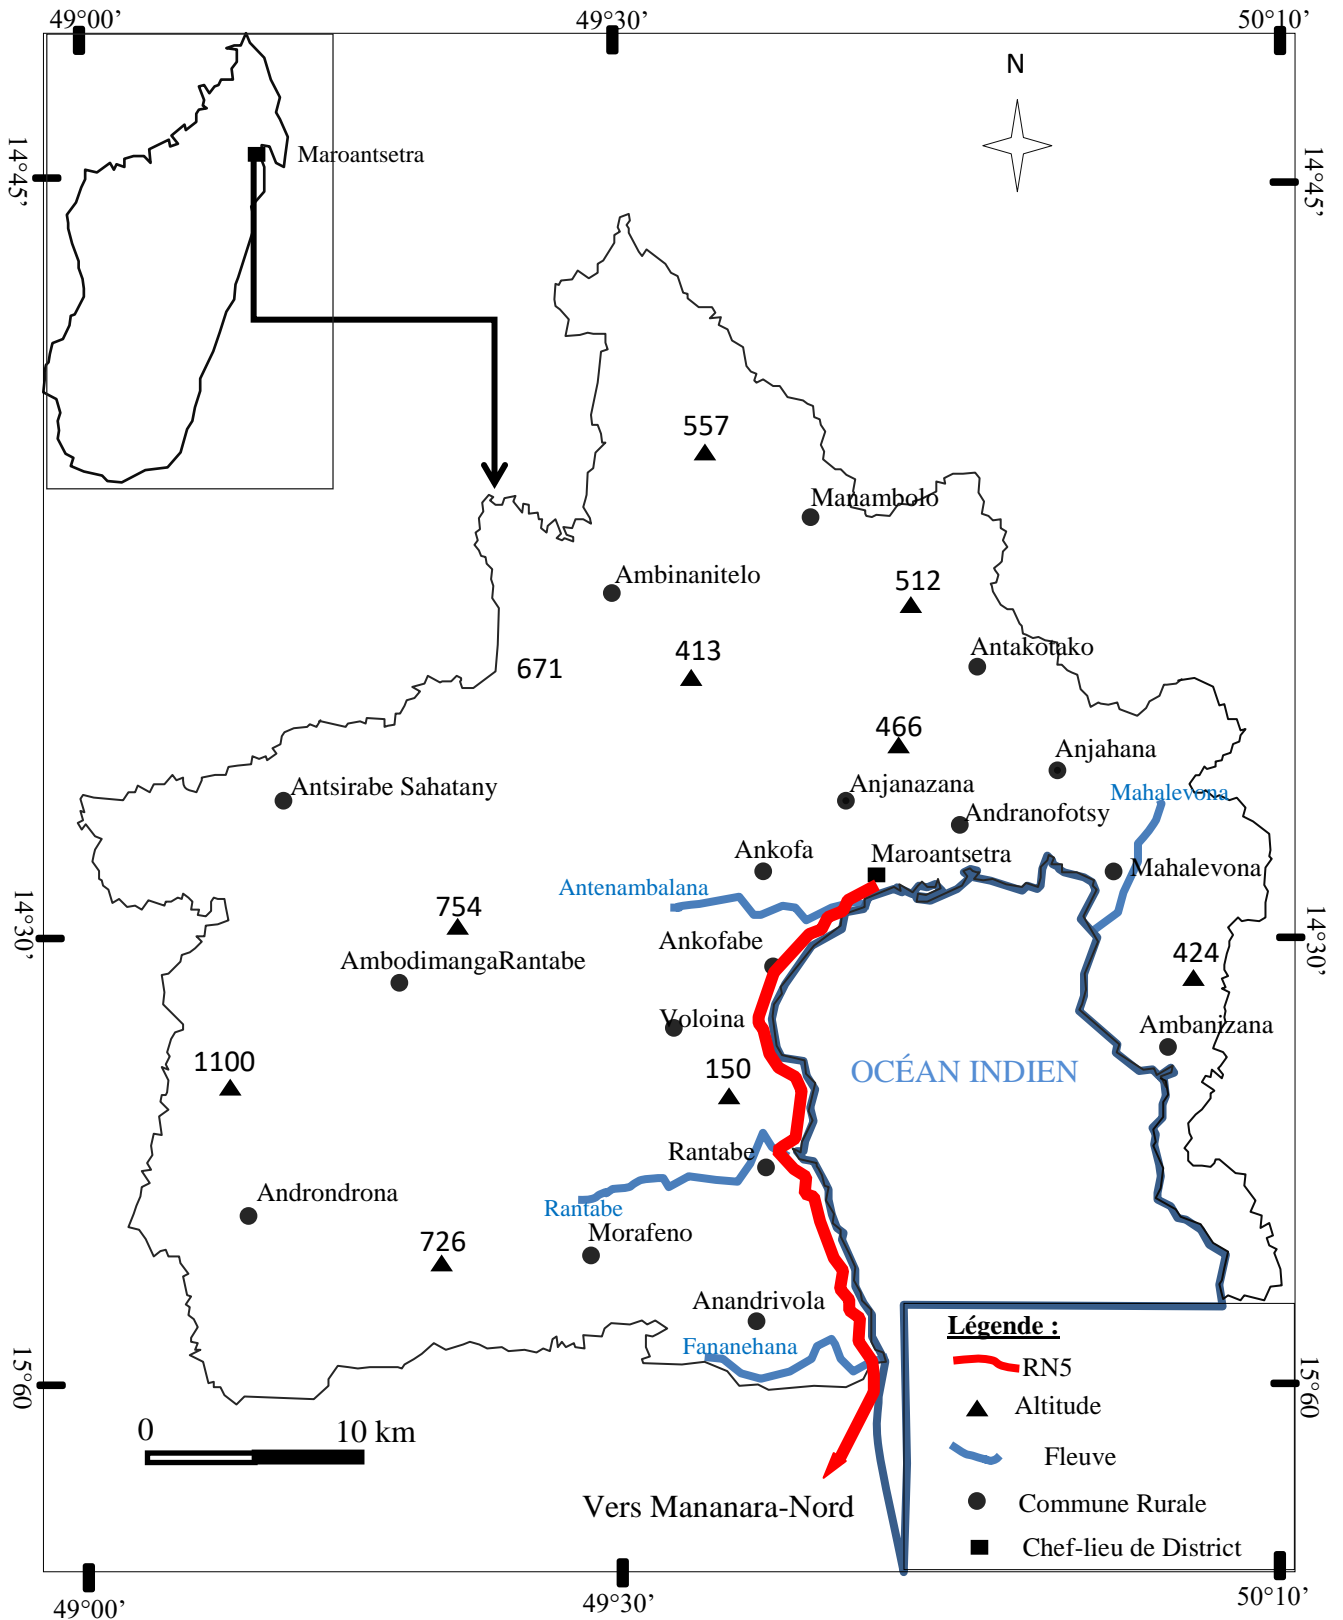 49°00’
49°30’
50°10’
N
14°45’
Maroantsetra
14°45’
557
Manambolo
Ambinanitelo
512
413
Antakotako
671
466
Anjahana
Antsirabe Sahatany
Anjanazana
Mahalevona
Andranofotsy
Ankofa
Maroantsetra
Mahalevona
Antenambalana
754
14°30’
Ankofabe
14°30’
424
AmbodimangaRantabe
Voloina
Ambanizana
1100
150
OCÉAN INDIEN
Rantabe
Androndrona
Rantabe
Morafeno
726
Anandrivola
Fananehana
15°60
15°60
0
10 km
Vers Mananara-Nord
Légende :
RN5
Altitude
Fleuve
Commune Rurale
Chef-lieu de District
49°00’
49°30’
50°10’